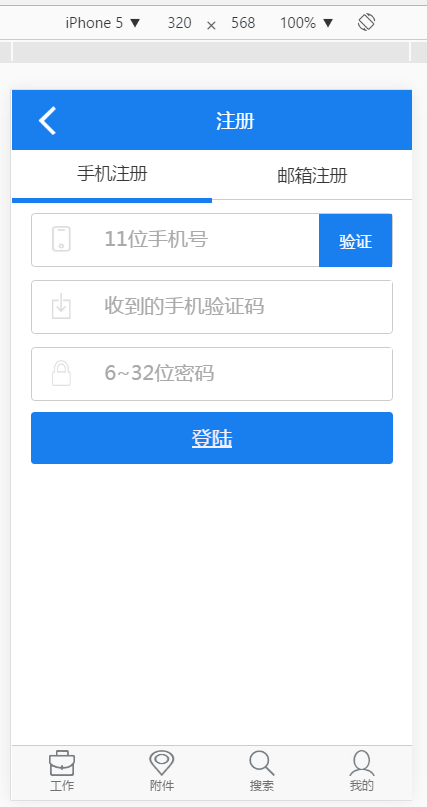 iPhone 5 ▼ 320 × 568 100% ▼
注册
手机注册 邮箱注册
11位手机号 验证
收到的手机验证码
6~32位密码
登陆
工作 附件 搜索 我的